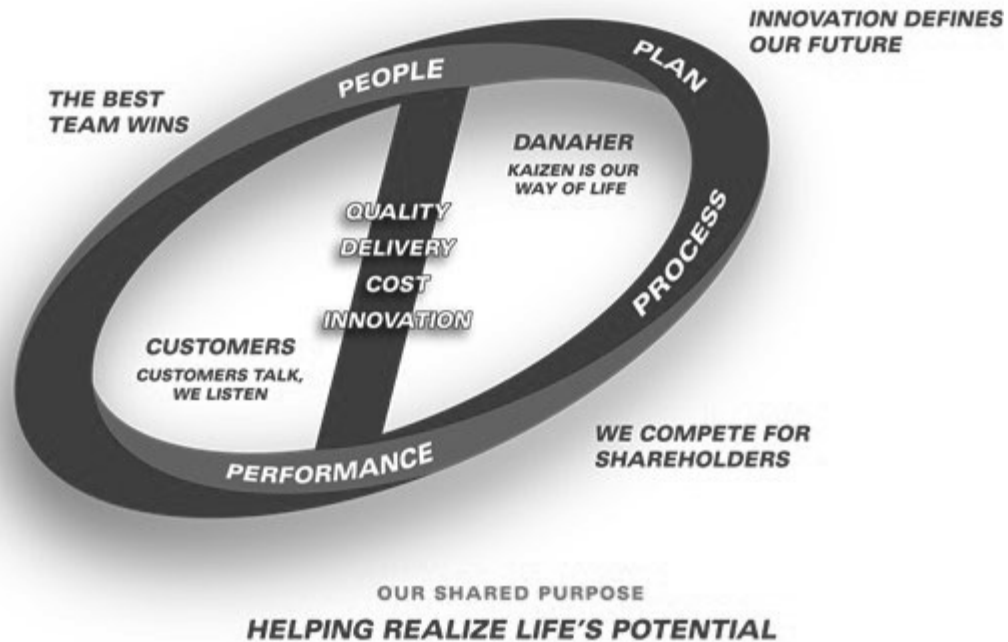 INNOVATION DEFINES
OUR FUTURE
PLAN
PEOPLE
THE BEST
TEAM WINS
DANAHER
KAIZEN IS OUR
WAY OF LIFE
QUALITY
DELIVERY
COST
INNOVATION
PROCESS
CUSTOMERS
CUSTOMERS TALK,
WE LISTEN
WE COMPETE FOR
SHAREHOLDERS
PERFORMANCE
OUR SHARED PURPOSE
HELPING REALIZE LIFE'S POTENTIAL